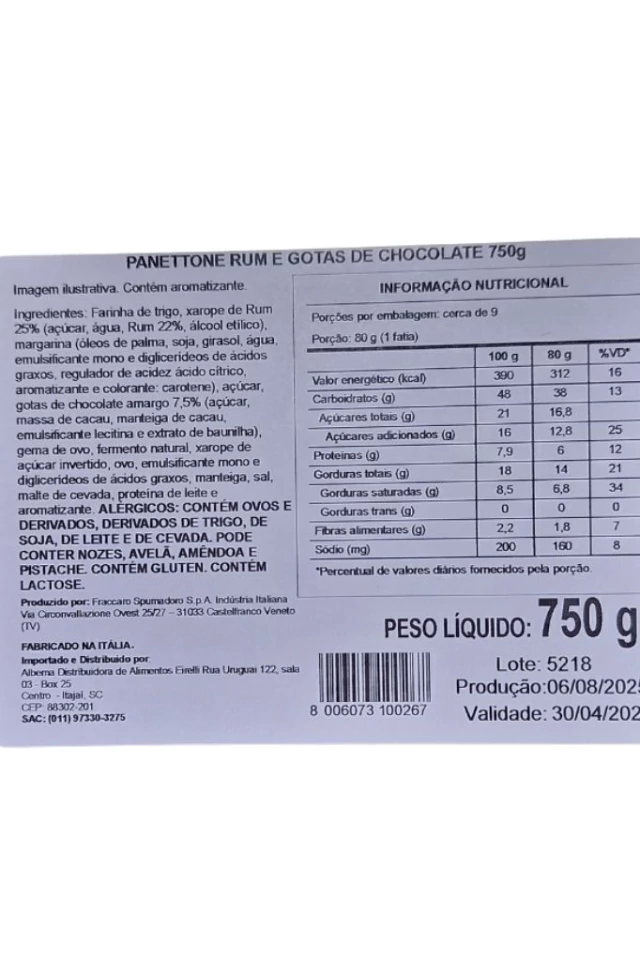 PANETTONE RUM E GOTAS DE CHOCOLATE 750g
Imagem ilustrativa. Contém aromatizante.
Ingredientes: Farinha de trigo, xarope de Rum
25% (açúcar, água, Rum 22%, álcool etílico),
margarina (óleos de palma, soja, girasol, água,
emulsificante mono e diglicerídeos de ácidos
graxos, regulador de acidez ácido cítrico,
aromatizante e colorante: carotene), açúcar,
gotas de chocolate amargo 7,5% (açúcar,
massa de cacau, manteiga de cacau,
emulsificante lecitina e extrato de baunilha),
gema de ovo, fermento natural, xarope de
açúcar invertido, ovo, emulsificante mono e
diglicerídeos de ácidos graxos, manteiga, sal,
malte de cevada, proteína de leite e
aromatizante. ALÉRGICOS: CONTÉM OVOS E
DERIVADOS, DERIVADOS DE TRIGO, DE
SOJA, DE LEITE E DE CEVADA. PODE
CONTER NOZES, AVELÃ, AMÊNDOA E
PISTACHE. CONTÉM GLUTEN. CONTÉM
LACTOSE.
Produzido por: Fraccaro Spumadoro S.p.A. Indústria Italiana
Via Circonvallazione Ovest 25/27 – 31033 Castelfranco Veneto
(TV)
FABRICADO NA ITÁLIA.
Importado e Distribuido por
Albema Distribuidora de Alimentos Eirelli Rua Uruguai 122, sala
03 - Box 25
Centro - Itajaí, SC
CEP: 88302-201
SAC: (011) 97330-3275
INFORMAÇÃO NUTRICIONAL
Porções por embalagem: cerca de 9
Porção: 80 g (1 fatia)
100 g 80 g %VD*
Valor energético (kcal) 390 312 16
Carboidratos (g) 48 38 13
Açúcares totais (g) 21 16,8
Açúcares adicionados (g) 16 12,8 25
Proteínas (g) 7,9 6 12
Gorduras totais (g) 18 14 21
Gorduras saturadas (g) 8,5 6,8 34
Gorduras trans (g) 0 0 0
Fibras alimentares (g) 2,2 1,8 7
Sódio (mg) 200 160 8
*Percentual de valores diários fornecidos pela porção.
PESO LÍQUIDO: 750 g
8 006073 100267
Lote: 5218
Produção:06/08/2025
Validade: 30/04/202